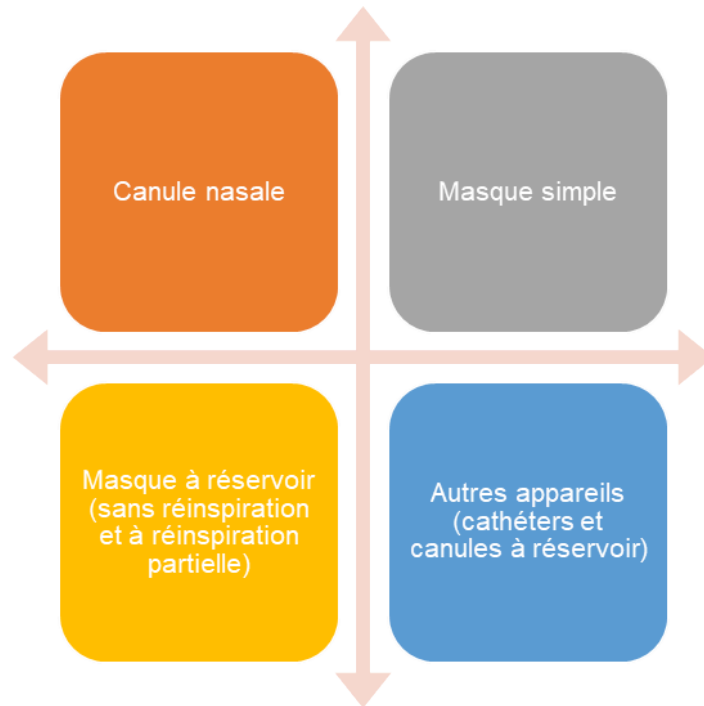 Canule nasale
Masque simple
Masque à réservoir
(sans réinspiration
et à réinspiration
partielle)
Autres appareils
(cathéters et
canules à réservoir)